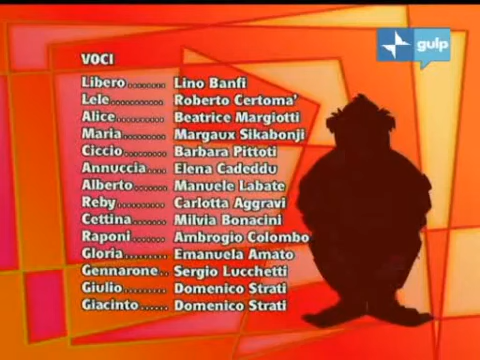 VOCI
gulp
Libero........ Lino Banfi
Lele........... Roberto Certoma'
Alice.......... Beatrice Margiotti
Maria......... Margaux Sikabonji
Ciccio......... Barbara Pittoti
Annuccia.... Elena Cadeddu
Alberto....... Manuele Labate
Reby.......... Carlotta Aggravi
Cettina....... Milvia Bonacini
Raponi....... Ambrogio Colombo
Gloria......... Emanuela Amato
Gennarone.. Sergio Lucchetti
Giulio......... Domenico Strati
Giacinto...... Domenico Strati